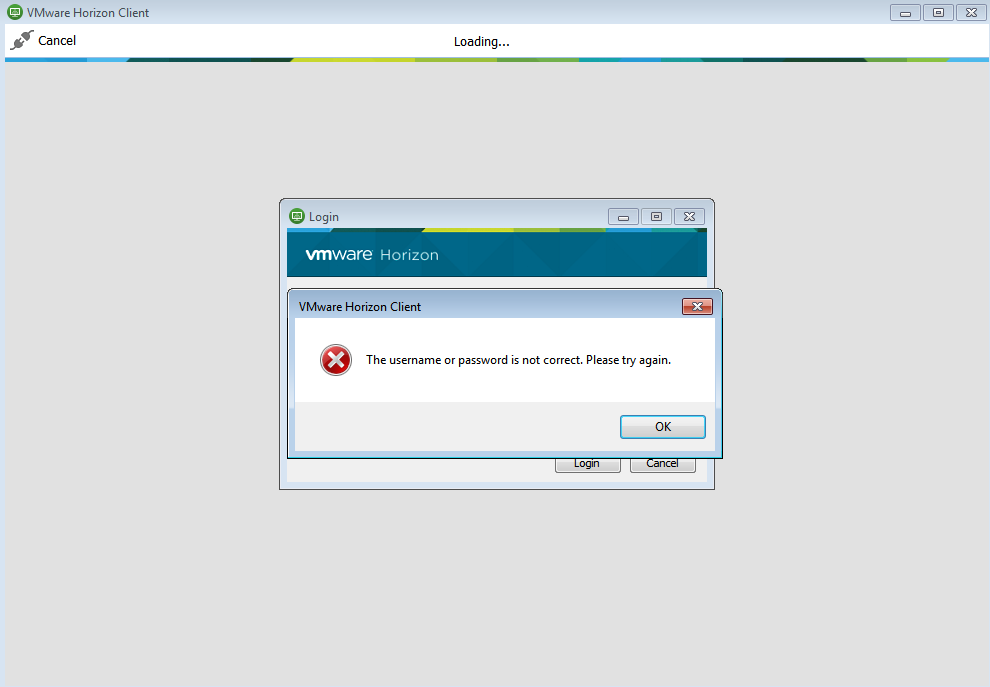 VMware Horizon Client
Cancel
Loading...
Login
vmware Horizon
VMware Horizon Client
The username or password is not correct. Please try again.
OK
Login
Cancel